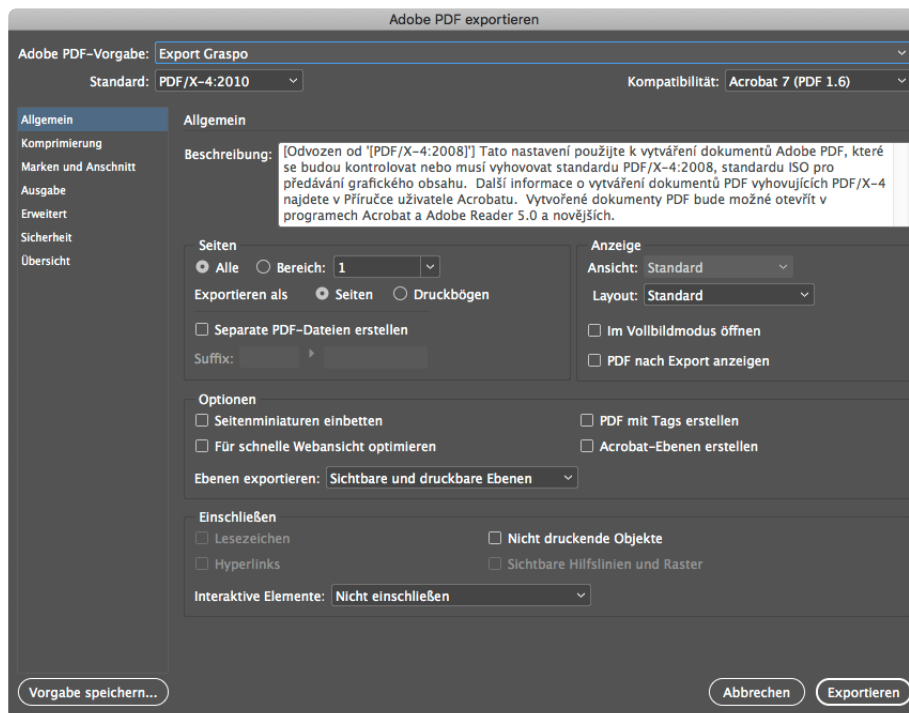 Adobe PDF exportieren
Adobe PDF-Vorgabe: Export Graspo
Standard: PDF/X-4:2010
Kompatibilität: Acrobat 7 (PDF 1.6)
Allgemein
Komprimierung
Marken und Anschnitt
Ausgabe
Erweitert
Sicherheit
Übersicht
Allgemein
Beschreibung: [Odvozen od '[PDF/X-4:2008]'] Tato nastavení použijte k vytváření dokumentů Adobe PDF, které
se budou kontrolovat nebo musí vyhovovat standardu PDF/X-4:2008, standardu ISO pro
předávání grafického obsahu. Další informace o vytváření dokumentů PDF vyhovujících PDF/X-4
najdete v Příručce uživatele Acrobatu. Vytvořené dokumenty PDF bude možné otevřít v
programech Acrobat a Adobe Reader 5.0 a novějších.
Seiten
Alle Bereich: 1
Exportieren als Seiten Druckbögen
Separate PDF-Dateien erstellen
Suffix:
Anzeige
Ansicht: Standard
Layout: Standard
Im Vollbildmodus öffnen
PDF nach Export anzeigen
Optionen
Seitenminiaturen einbetten
PDF mit Tags erstellen
Für schnelle Webansicht optimieren
Acrobat-Ebenen erstellen
Ebenen exportieren: Sichtbare und druckbare Ebenen
Einschließen
Lesezeichen
Nicht druckende Objekte
Hyperlinks
Sichtbare Hilfslinien und Raster
Interaktive Elemente: Nicht einschließen
Vorgabe speichern...
Abbrechen
Exportieren